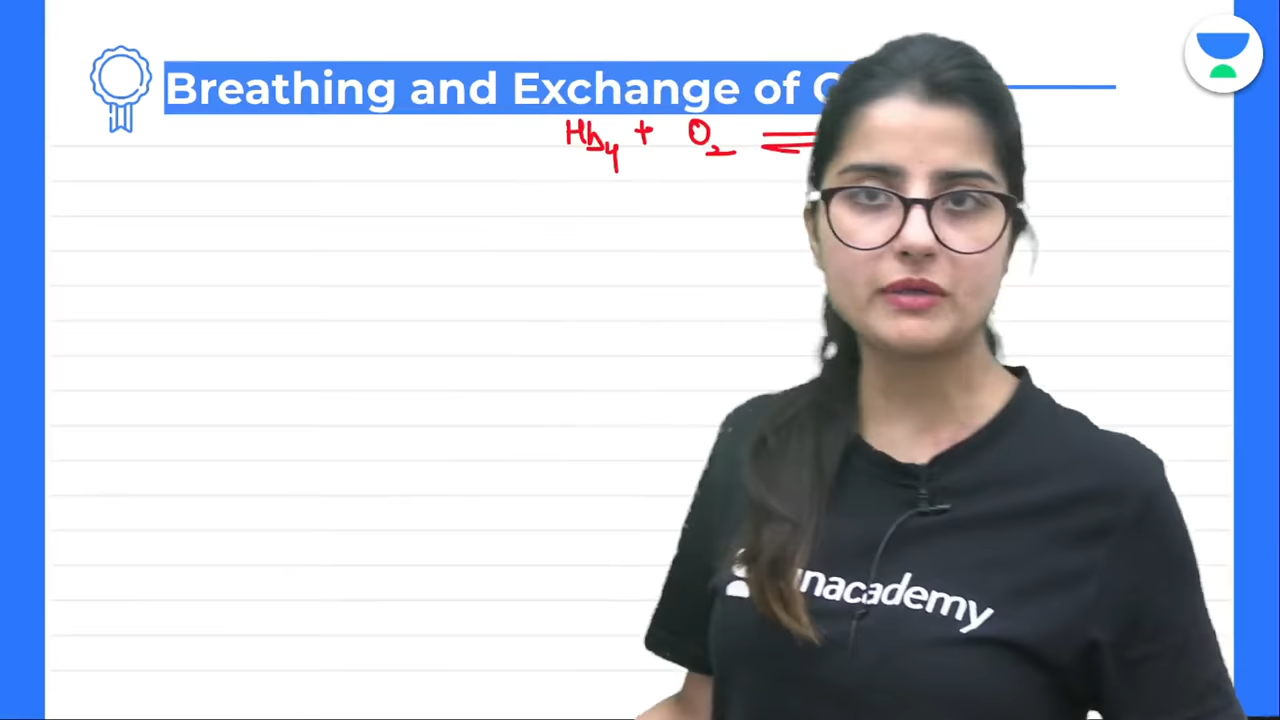 Breathing and Exchange of G
Hb₄ + O₂ ⇌
unacademy